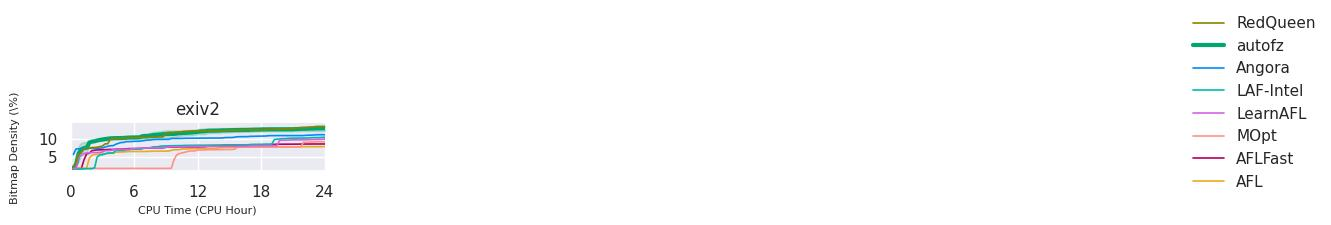 exiv2
Bitmap Density (\%)
10
5
0 6 12 18 24
CPU Time (CPU Hour)
RedQueen
autofz
Angora
LAF-Intel
LearnAFL
MOpt
AFLFast
AFL